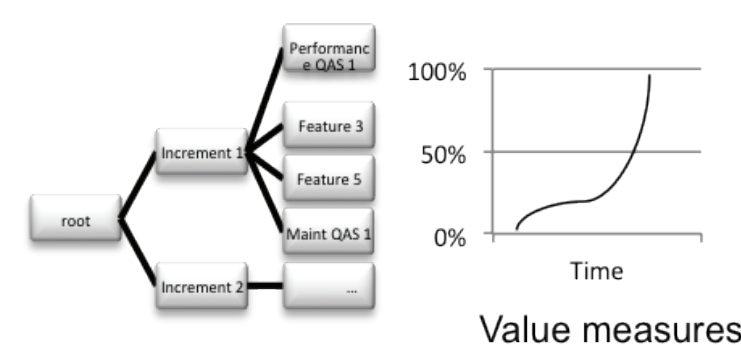 Performanc
e QAS 1
Feature 3
Increment 1
Feature 5
root
Maint QAS 1
Increment 2
...
100%
50%
0%
Time
Value measures